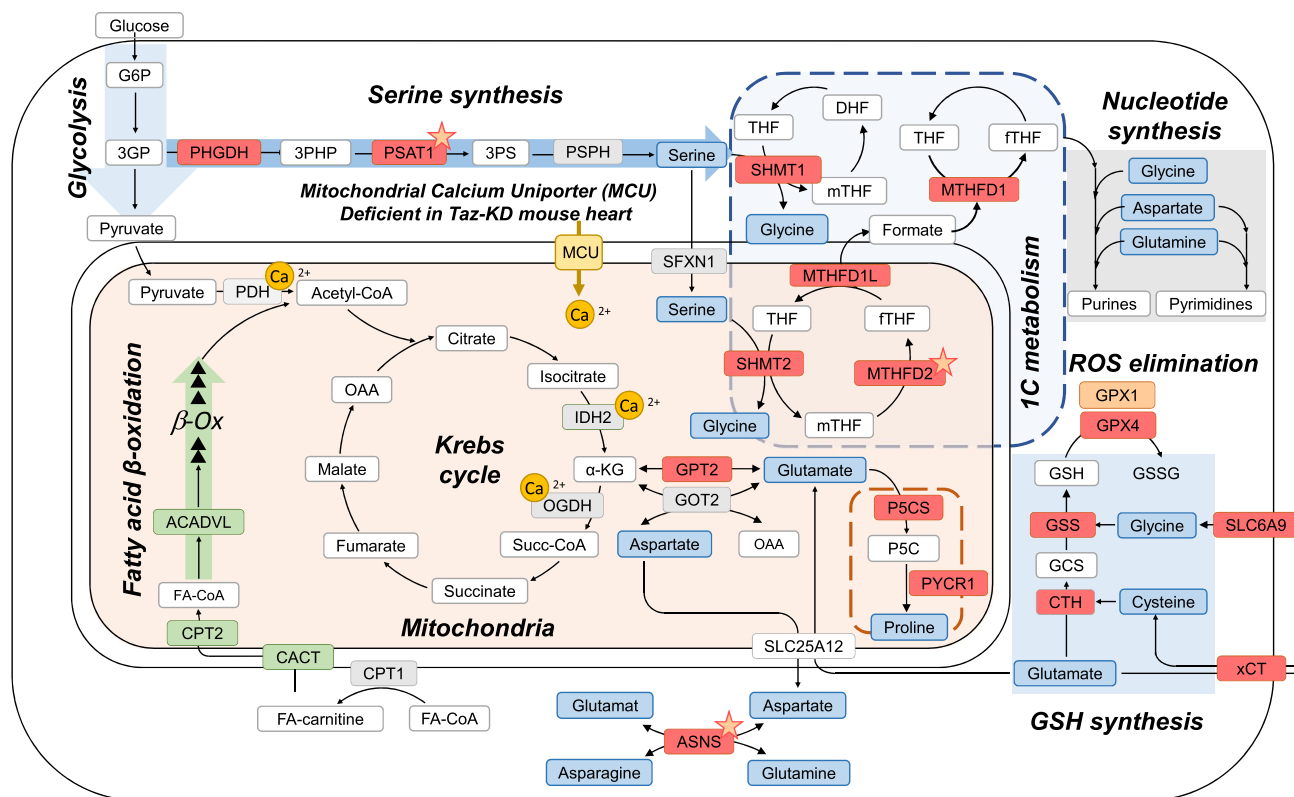 Glucose
G6P
Glycolysis
3GP
Pyruvate
Serine synthesis
PHGDH
3PHP
PSAT1
3PS
PSPH
Serine
Mitochondrial Calcium Uniporter (MCU)
Deficient in Taz-KD mouse heart
MCU
Ca 2+
SFXN1
Serine
THF
DHF
SHMT1
mTHF
Glycine
THF
fTHF
MTHFD1
Formate
MTHFD1L
THF
fTHF
SHMT2
MTHFD2
Glycine
mTHF
1C metabolism
Nucleotide
synthesis
Glycine
Aspartate
Glutamine
Purines
Pyrimidines
Pyruvate
PDH
Ca 2+
Acetyl-CoA
Citrate
Isocitrate
IDH2
Ca 2+
α-KG
Ca 2+
OGDH
Succ-CoA
Succinate
Fumarate
Malate
OAA
Krebs
cycle
Fatty acid β-oxidation
β-Ox
ACADVL
FA-CoA
CPT2
CACT
CPT1
FA-carnitine
FA-CoA
Mitochondria
GPT2
GOT2
Glutamate
Aspartate
OAA
P5CS
P5C
PYCR1
Proline
SLC25A12
Glutamat
Aspartate
ASNS
Asparagine
Glutamine
ROS elimination
GPX1
GPX4
GSH
GSSG
GSS
Glycine
SLC6A9
GCS
CTH
Cysteine
Glutamate
xCT
GSH synthesis